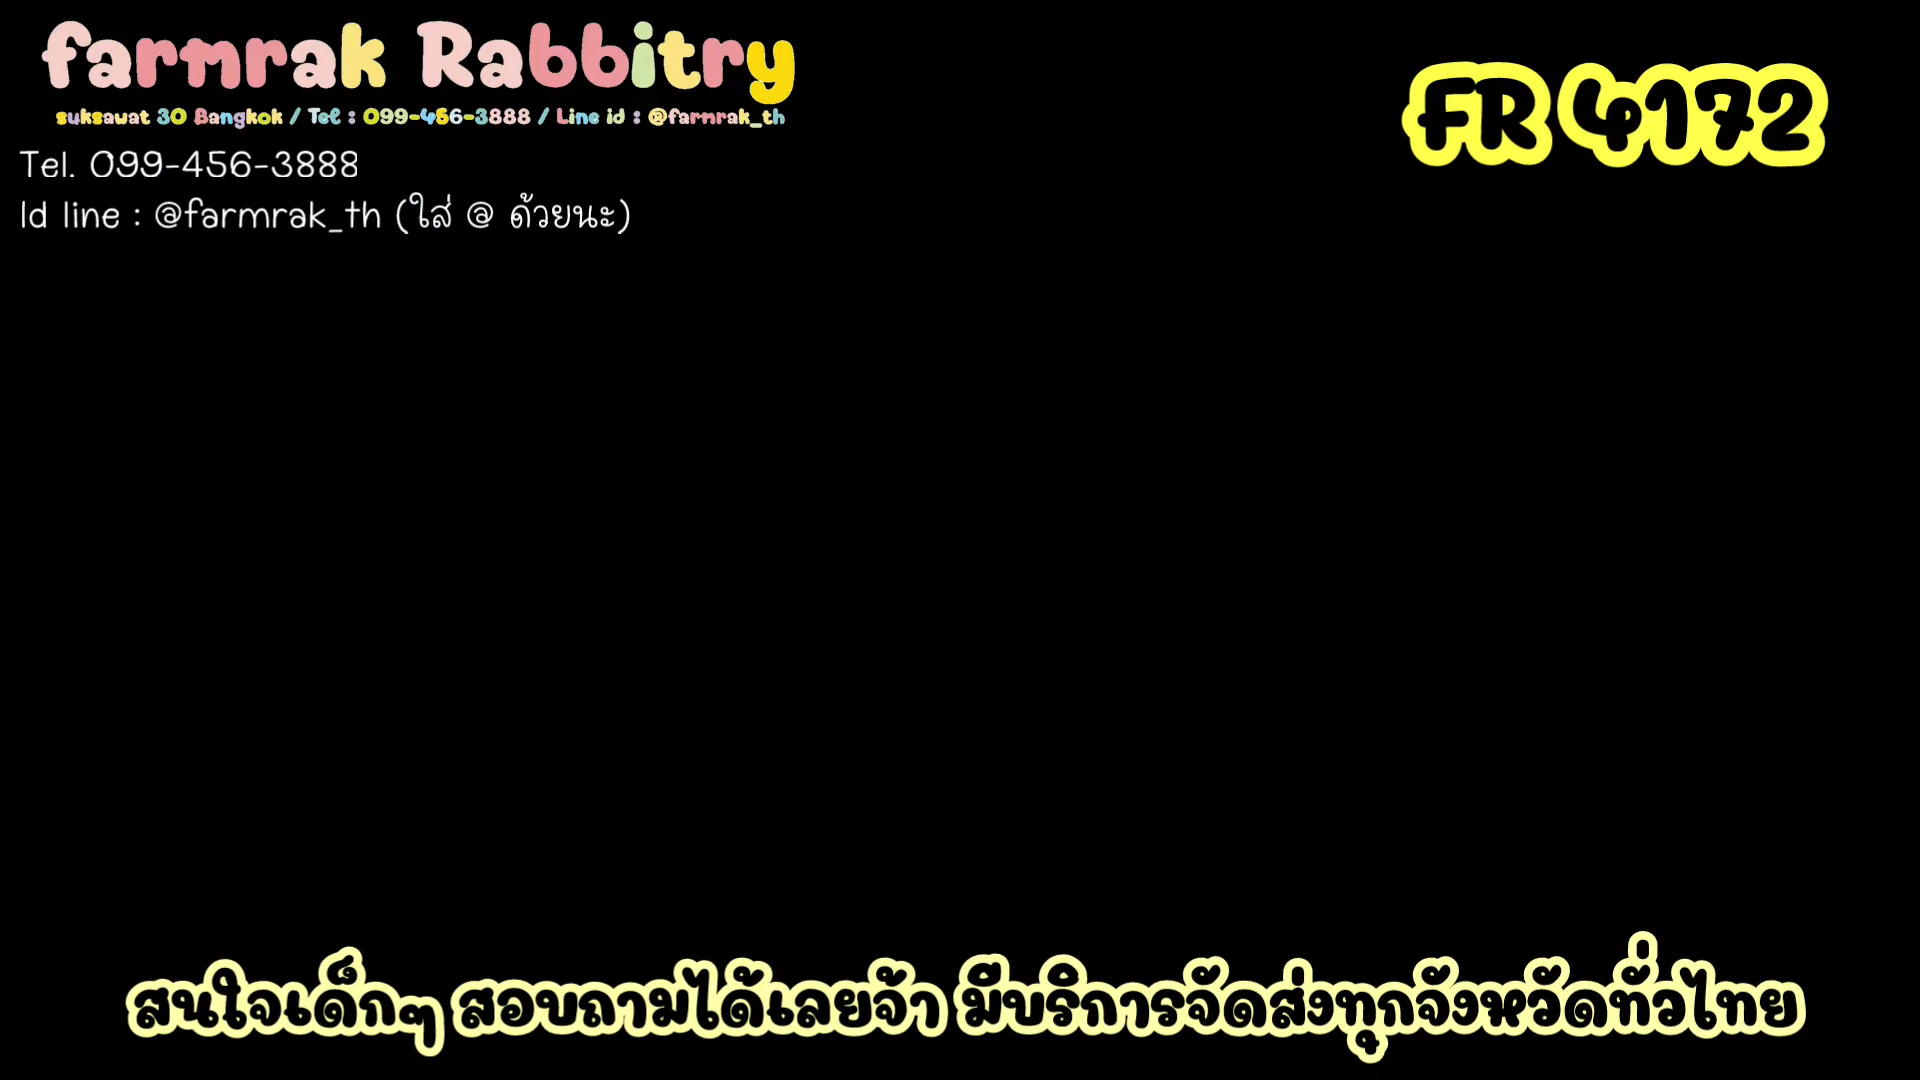 farmrak Rabbitry
suksawat 30 Bangkok / Tel : 099-456-3888 / Line id : @farmrak_th
FR 4172
Tel. 099-456-3888
Id line : @farmrak_th (ใส่ @ ด้วยนะ)
สนใจเด็กๆ สอบถามได้เลยจ้า มีบริการจัดส่งทุกจังหวัดทั่วไทย